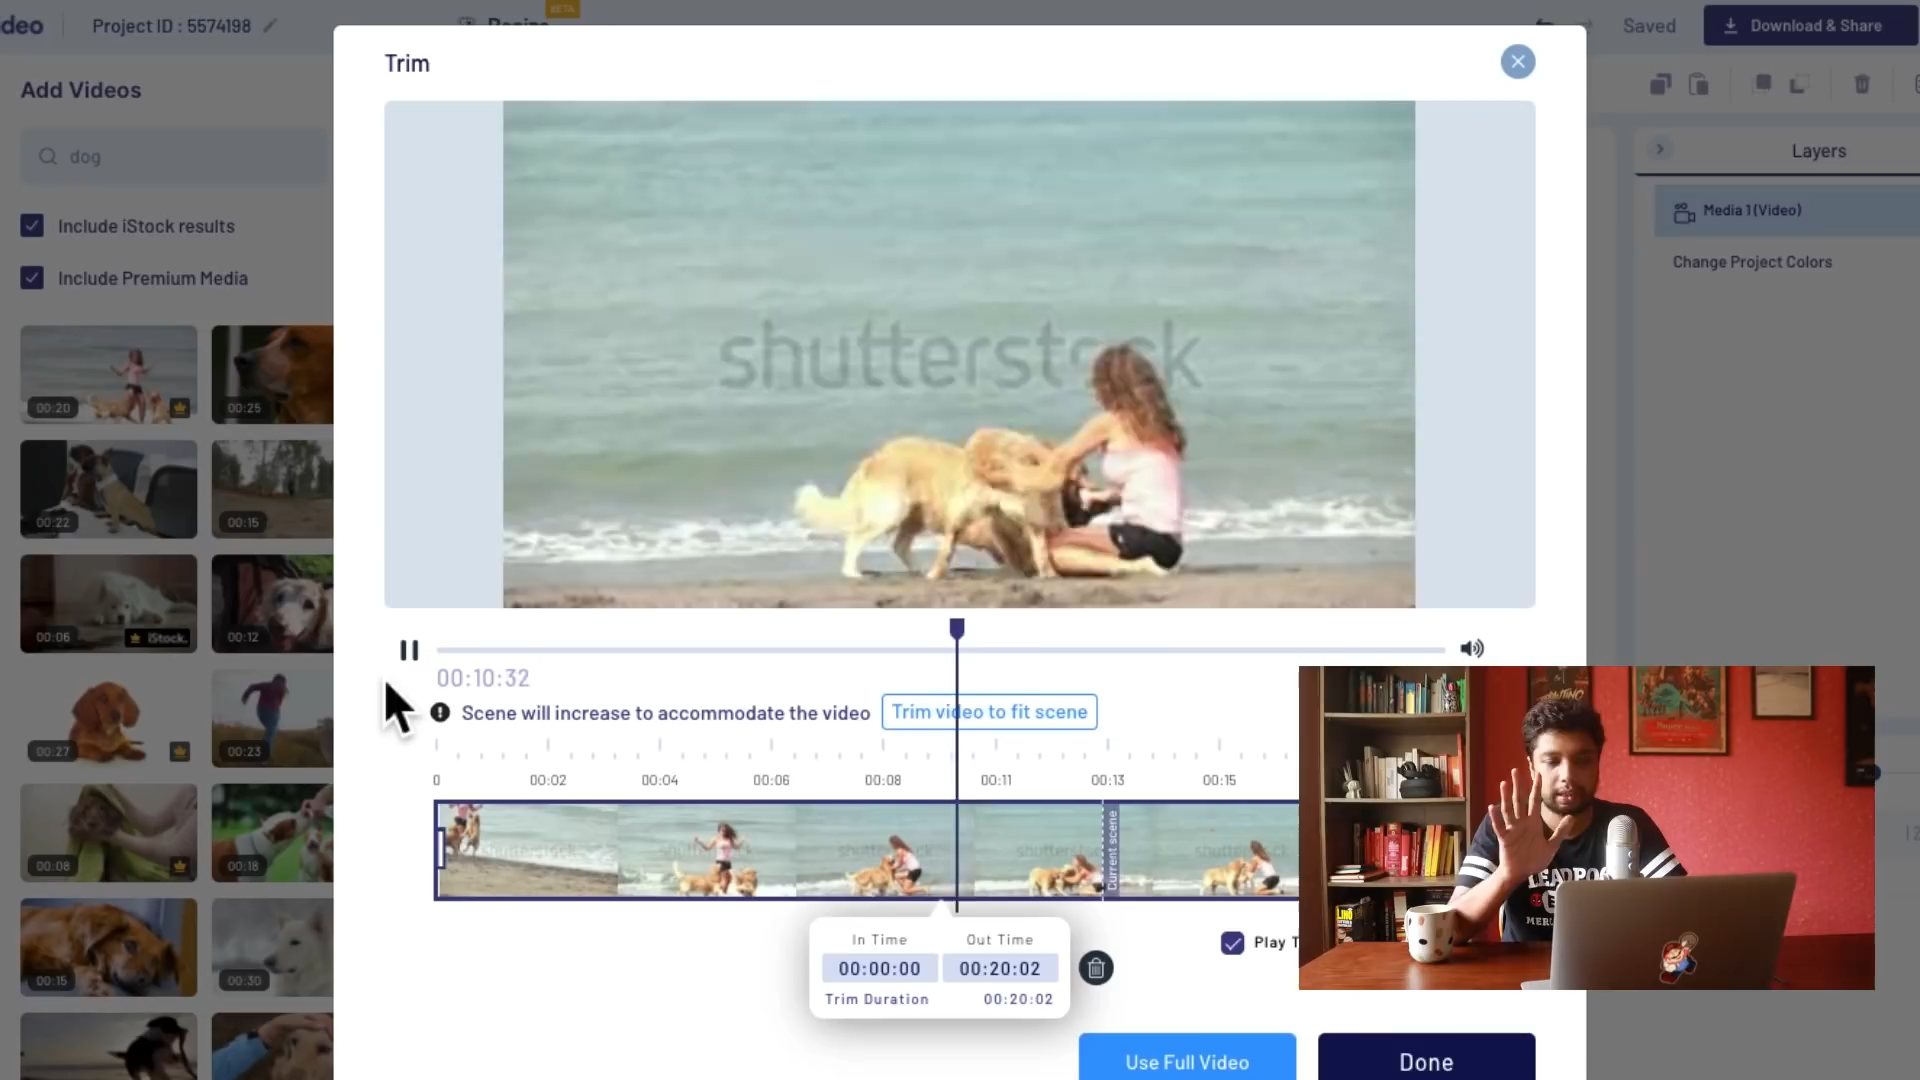 deo
Project ID : 5574198
BETA
Resize
Saved
Download & Share
Trim
Add Videos
dog
Include iStock results
Include Premium Media
00:20
00:25
00:22
00:15
00:06
iStock.
00:12
00:27
00:23
00:08
00:18
00:15
00:30
Layers
Media 1 (Video)
Change Project Colors
shutterstock
00:10:32
Scene will increase to accommodate the video
Trim video to fit scene
0
00:02
00:04
00:06
00:08
00:11
00:13
00:15
Current scene
In Time
Out Time
00:00:00
00:20:02
Trim Duration
00:20:02
Play T
Use Full Video
Done